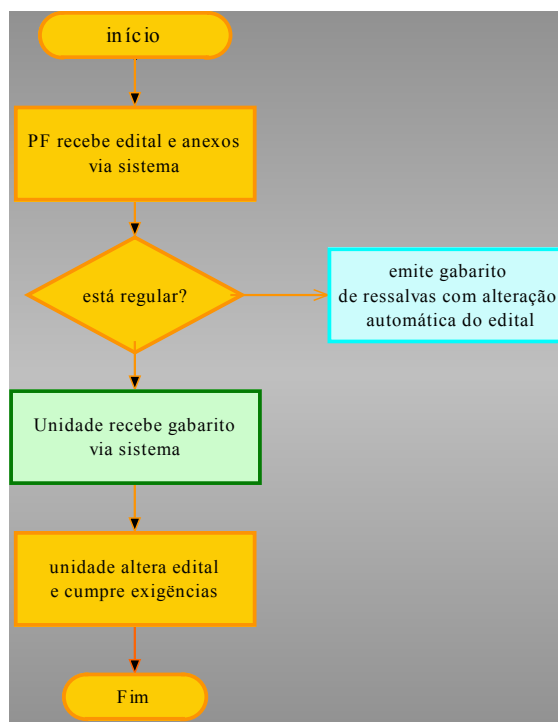 início
PF recebe edital e anexos
via sistema
está regular?
emite gabarito
de ressalvas com alteração
automática do edital
Unidade recebe gabarito
via sistema
unidade altera edital
e cumpre exigëncias
Fim